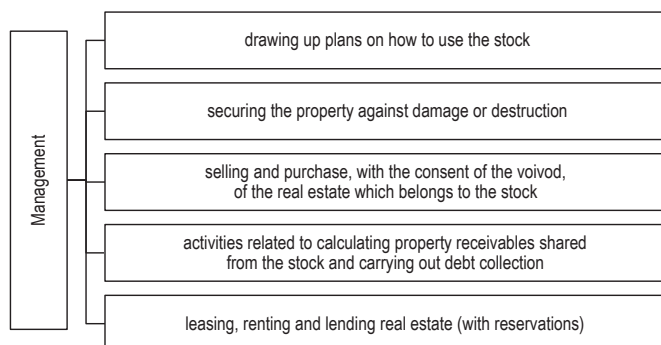 Management
drawing up plans on how to use the stock
securing the property against damage or destruction
selling and purchase, with the consent of the voivod,
of the real estate which belongs to the stock
activities related to calculating property receivables shared
from the stock and carrying out debt collection
leasing, renting and lending real estate (with reservations)